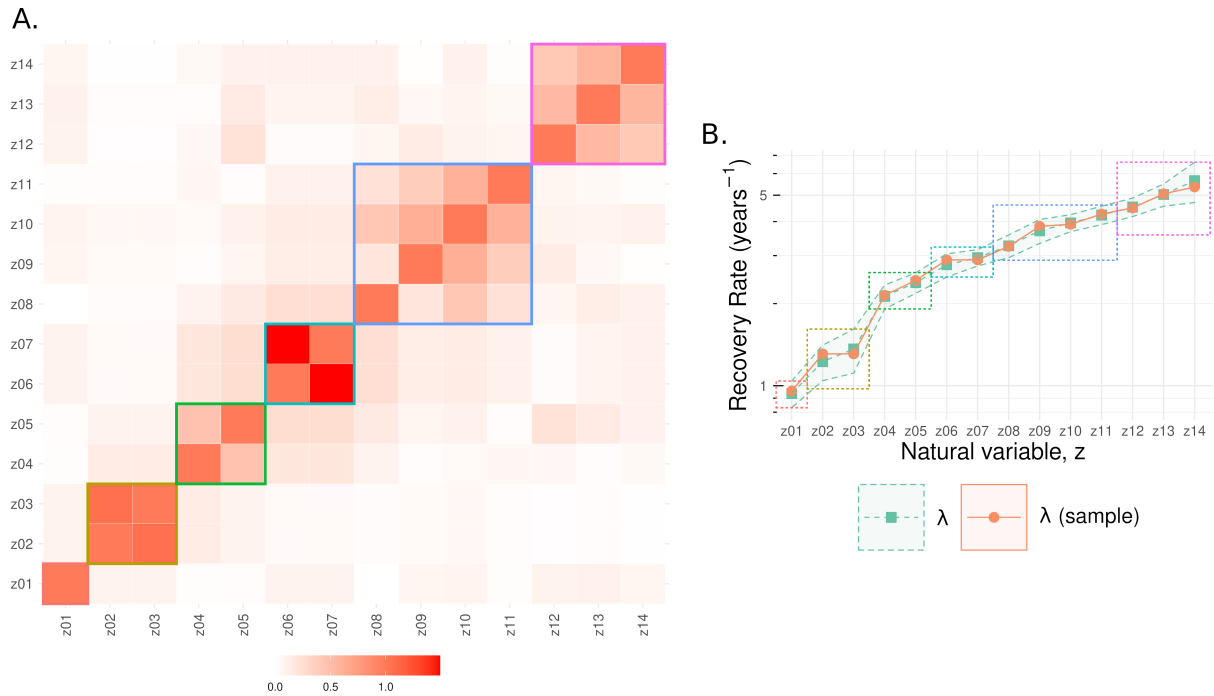 A.
z14
z13
z12
z11
z10
z09
z08
z07
z06
z05
z04
z03
z02
z01
z01 z02 z03 z04 z05 z06 z07 z08 z09 z10 z11 z12 z13 z14
0.0 0.5 1.0
B.
Recovery Rate (years⁻¹)
5
1
z01 z02 z03 z04 z05 z06 z07 z08 z09 z10 z11 z12 z13 z14
Natural variable, z
λ λ (sample)